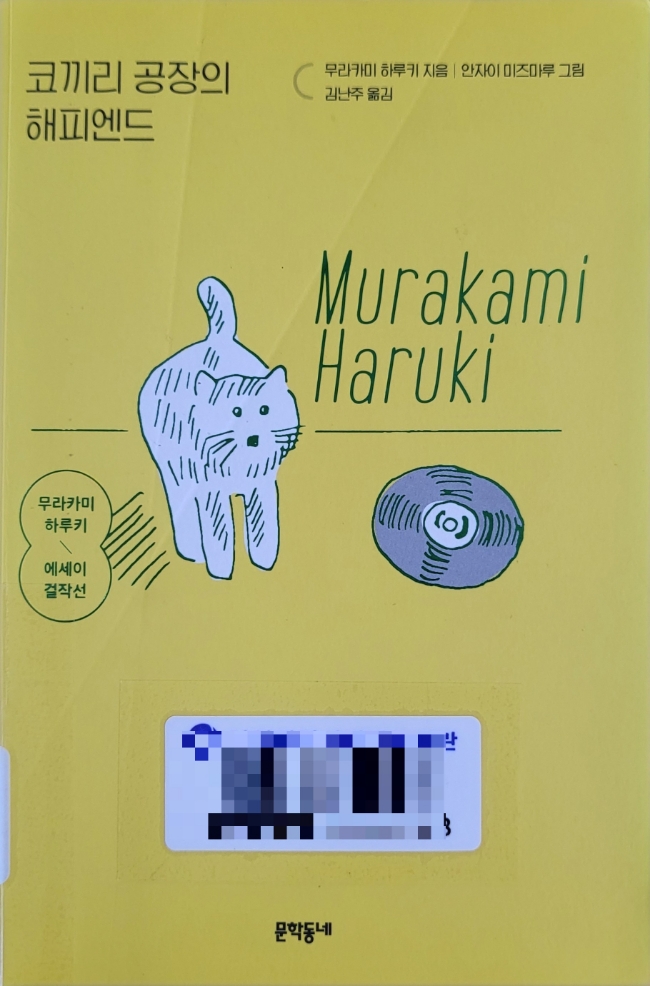 코끼리 공장의
해피엔드
무라카미 하루키 지음 | 안자이 미즈마루 그림
김난주 옮김
Murakami
Haruki
무라카미
하루키
에세이
걸작선
관
문학동네